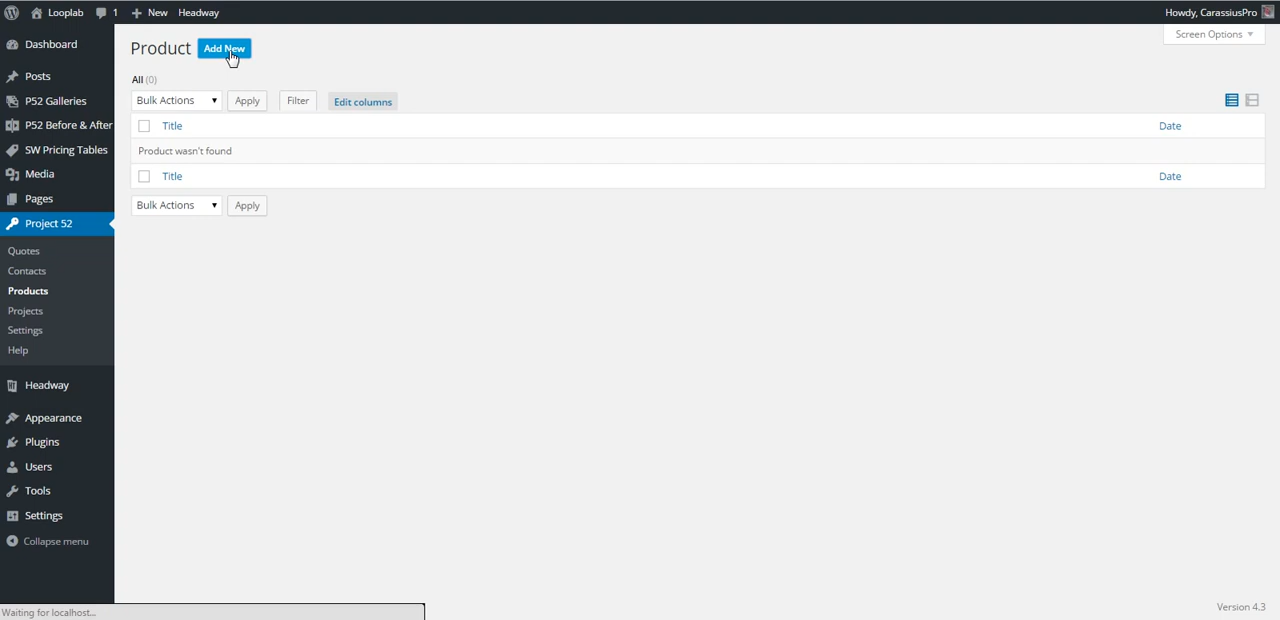 Looplab 1 New Headway Howdy, CarassiusPro
Dashboard
Posts
P52 Galleries
P52 Before & After
SW Pricing Tables
Media
Pages
Project 52
Quotes
Contacts
Products
Projects
Settings
Help
Headway
Appearance
Plugins
Users
Tools
Settings
Collapse menu
Screen Options
Product Add New
All (0)
Bulk Actions Apply Filter Edit columns
Title Date
Product wasn't found
Title Date
Bulk Actions Apply
Version 4.3
Waiting for localhost...